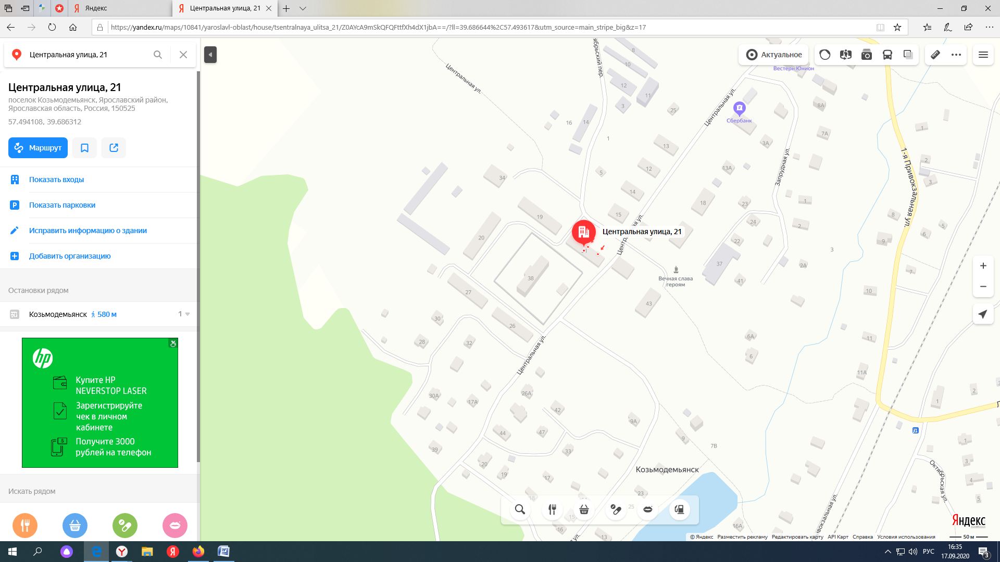 Яндекс
Центральная улица, 21
https://yandex.ru/maps/10841/yaroslavl-oblast/house/tsentralnaya_ulitsa_21/Z0AYcA9mSkQFQFttfXh4dX1jbA==/?ll=39.686644%2C57.493617&utm_source=main_stripe_big&z=17
Центральная улица, 21
Центральная улица, 21
поселок Козьмодемьянск, Ярославский район,
Ярославская область, Россия, 150525
57.494108, 39.686312
Маршрут
Показать входы
Показать парковки
Исправить информацию о здании
Добавить организацию
Остановки рядом
Козьмодемьянск 580 м 1
hp
Купите HP
NEVERSTOP LASER
Зарегистрируйте
чек в личном
кабинете
Получите 3000
рублей на телефон
Искать рядом
Актуальное
Вестерн Юнион
Сбербанк
Центральная ул.
Центральная ул.
Запрудная ул.
1-я Привокзальная ул.
Центральная улица, 21
Вечная слава
героям
Центральная ул.
Козьмодемьянск
Октябрьская ул.
8
10
12
11
3
25
16
14
1
13
3А
8А
7А
1
2
3
5
34
12
13А
14
18
23
1
19
15
24
2
8
5
6
20
22
9
3
37
2А
7
38
41
27
43
10
30
26
28
32
6А
6
11
11А
30А
17А
26А
42
9А
1
2
44
47
9
7В
39
33
1
20
19
17
3
4
18
23
25
5
15
16
13
16А
Яндекс
© Яндекс Разместить рекламу Редактировать карту API Карт Справка Условия использования 50 м
РУС
16:35
17.09.2020
3